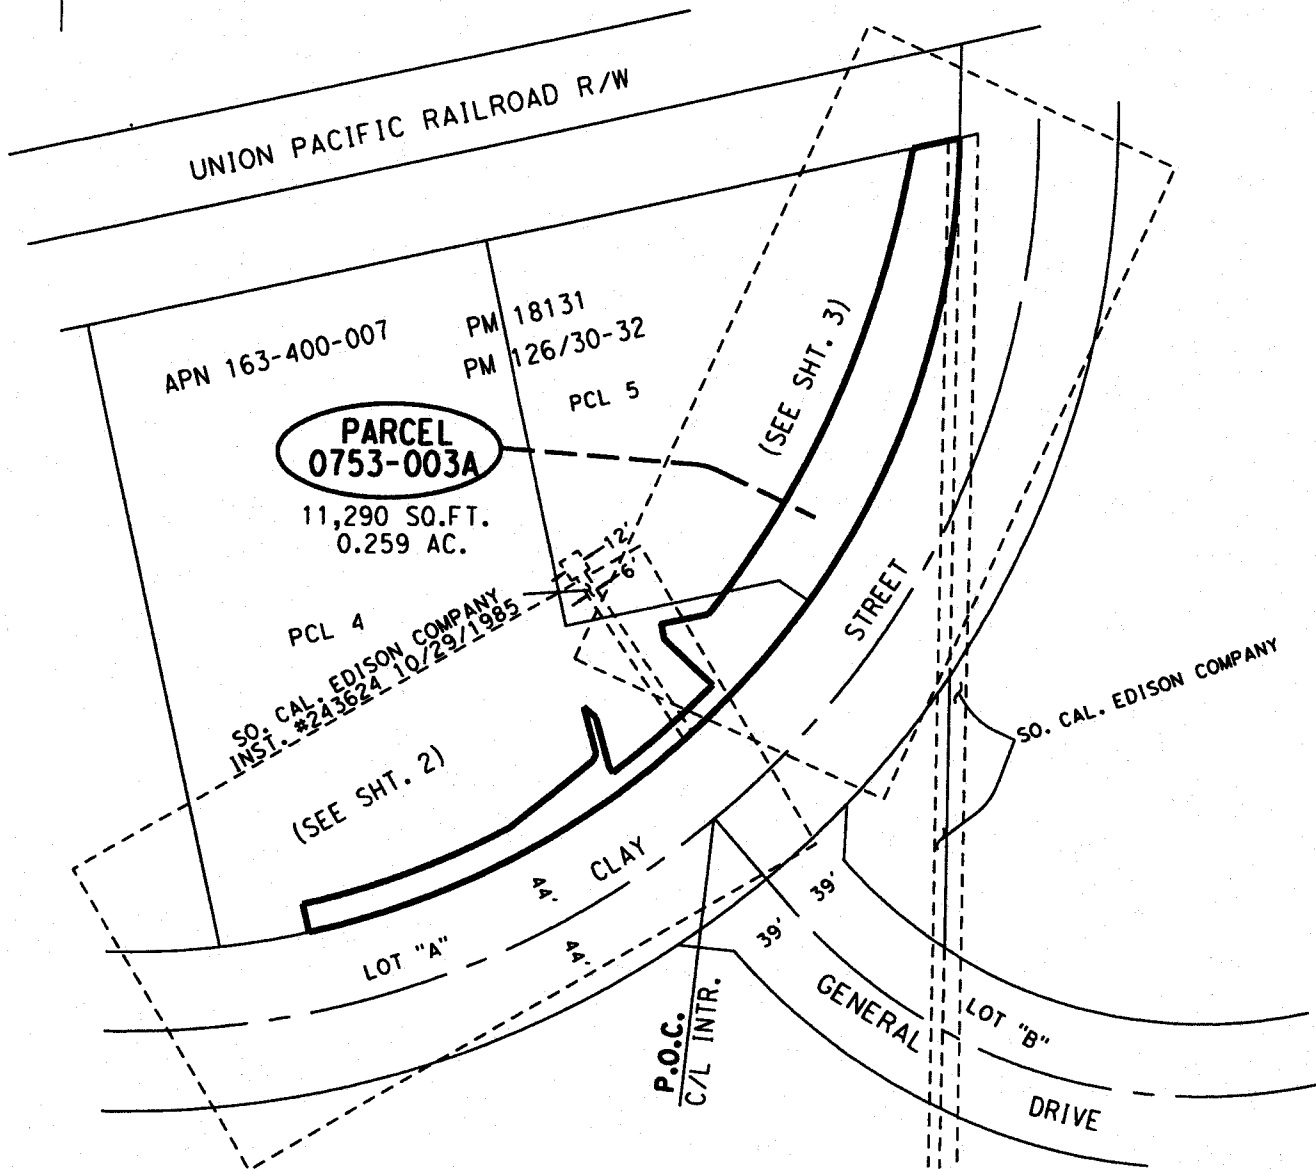 UNION PACIFIC RAILROAD R/W
APN 163-400-007
PM 18131
PM 126/30-32
PCL 5
(SEE SHT. 3)
PARCEL
0753-003A
11,290 SQ.FT.
0.259 AC.
12'
6'
PCL 4
SO. CAL. EDISON COMPANY
INST. #243624 10/29/1985
(SEE SHT. 2)
STREET
SO. CAL. EDISON COMPANY
CLAY
44'
44'
39'
39'
LOT "A"
P.O.C.
C/L INTR.
GENERAL
LOT "B"
DRIVE